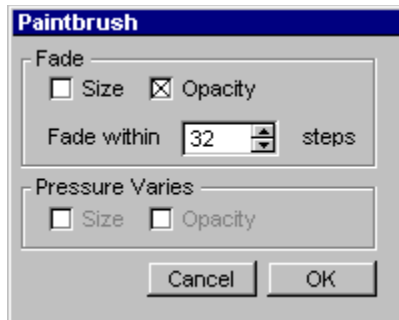 Paintbrush
Fade
Size Opacity
Fade within 32 steps
Pressure Varies
Size Opacity
Cancel OK